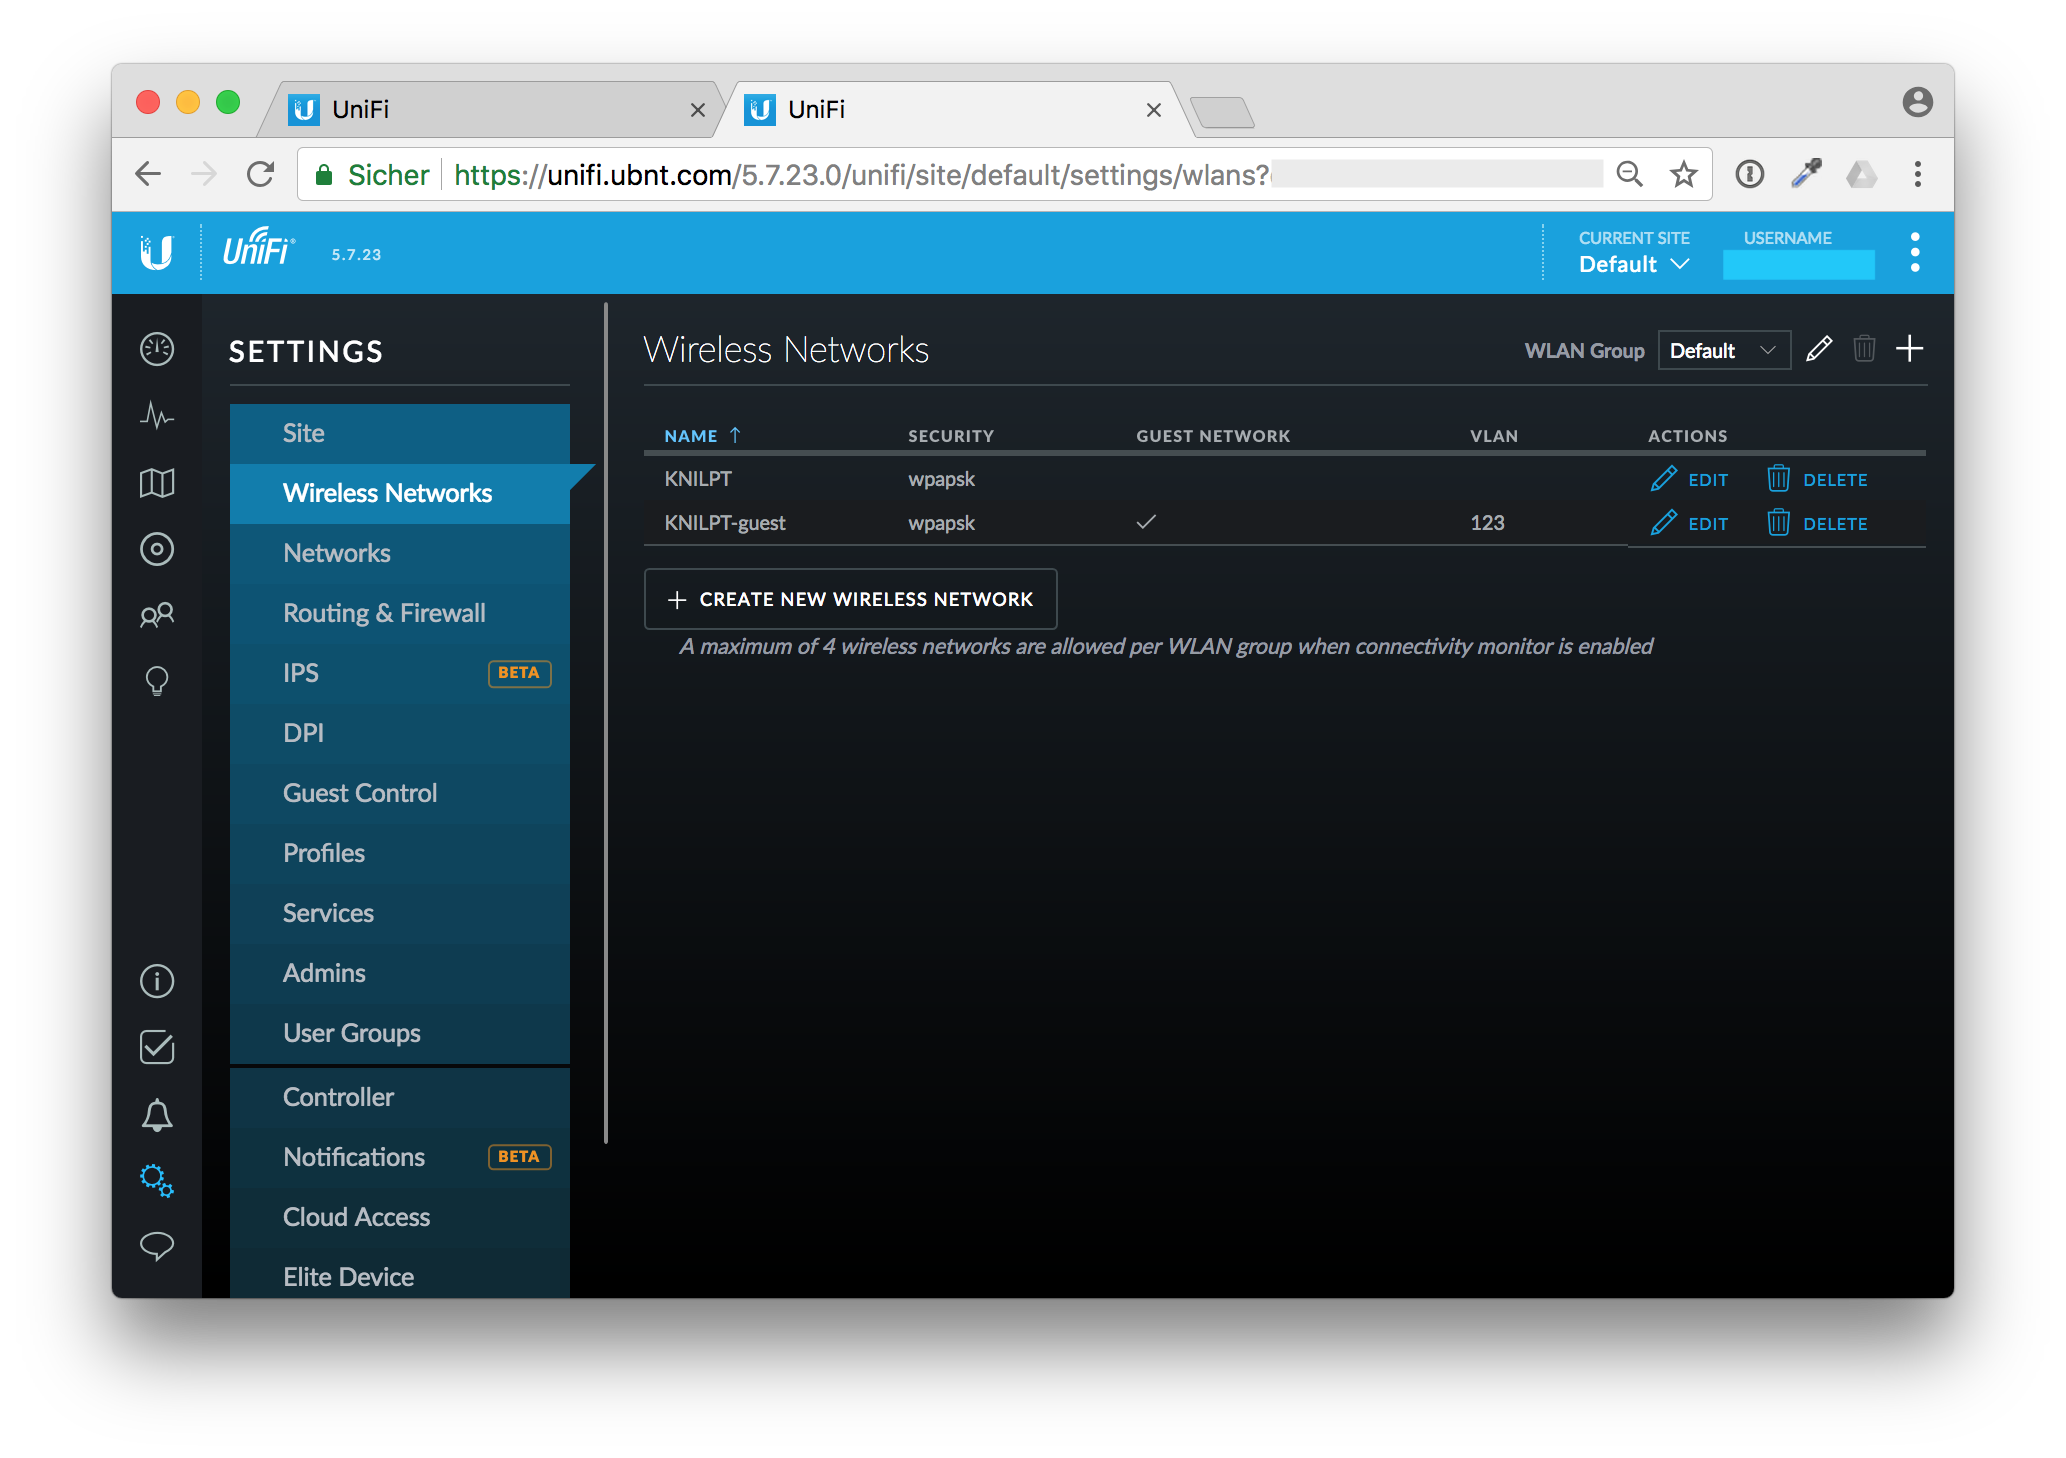 UniFi
UniFi
Sicher https://unifi.ubnt.com/5.7.23.0/unifi/site/default/settings/wlans?
UniFi 5.7.23
CURRENT SITE
Default
USERNAME
SETTINGS
Site
Wireless Networks
Networks
Routing & Firewall
IPS BETA
DPI
Guest Control
Profiles
Services
Admins
User Groups
Controller
Notifications BETA
Cloud Access
Elite Device
Wireless Networks
WLAN Group Default
NAME ↑ SECURITY GUEST NETWORK VLAN ACTIONS
KNILPT wpapsk EDIT DELETE
KNILPT-guest wpapsk ✓ 123 EDIT DELETE
+ CREATE NEW WIRELESS NETWORK
A maximum of 4 wireless networks are allowed per WLAN group when connectivity monitor is enabled